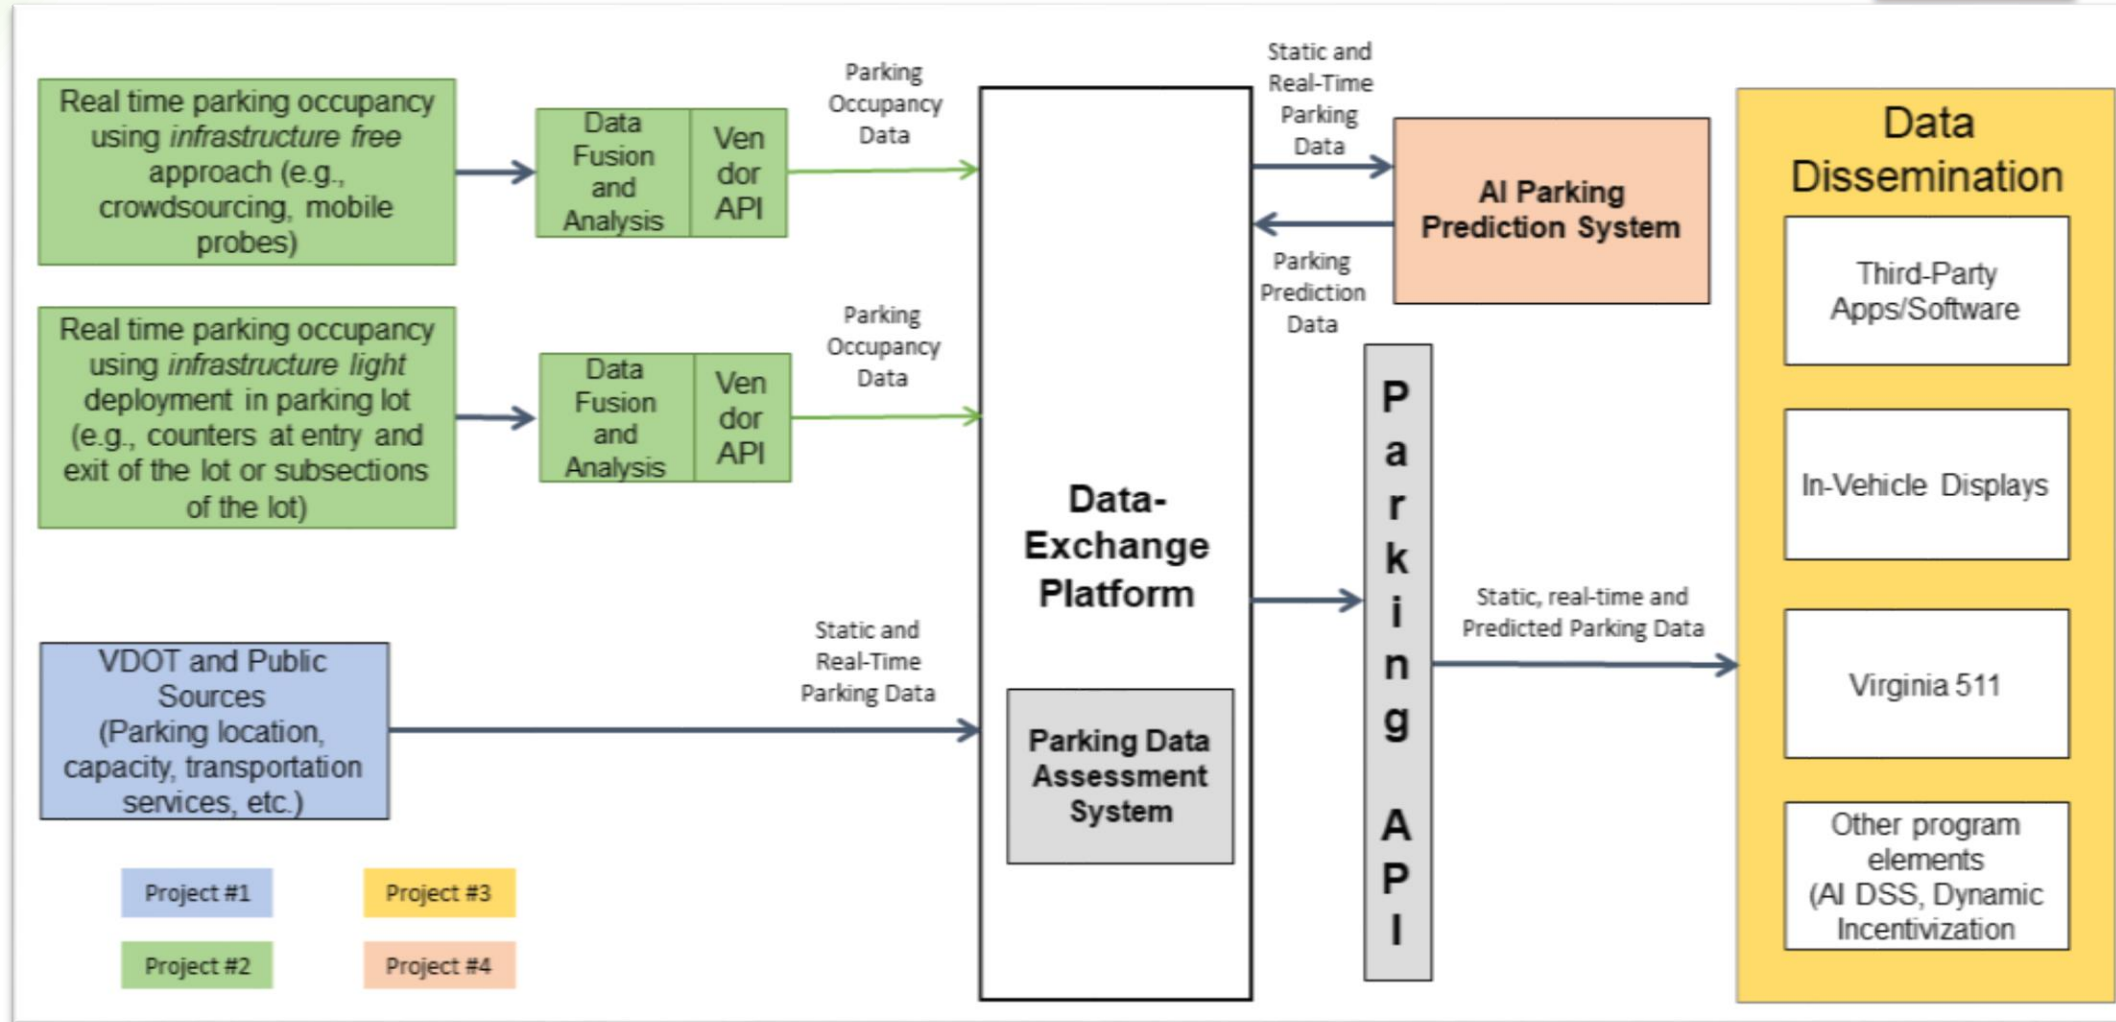 Real time parking occupancy
using infrastructure free
approach (e.g.,
crowdsourcing, mobile
probes)
Data
Fusion
and
Analysis
Ven
dor
API
Parking
Occupancy
Data
Real time parking occupancy
using infrastructure light
deployment in parking lot
(e.g., counters at entry and
exit of the lot or subsections
of the lot)
Data
Fusion
and
Analysis
Ven
dor
API
Parking
Occupancy
Data
VDOT and Public
Sources
(Parking location,
capacity, transportation
services, etc.)
Static and
Real-Time
Parking Data
Project #1
Project #2
Project #3
Project #4
Data-
Exchange
Platform
Parking Data
Assessment
System
Static and
Real-Time
Parking
Data
AI Parking
Prediction System
Parking
Prediction
Data
P
a
r
k
i
n
g
A
P
I
Static, real-time and
Predicted Parking Data
Data
Dissemination
Third-Party
Apps/Software
In-Vehicle Displays
Virginia 511
Other program
elements
(AI DSS, Dynamic
Incentivization